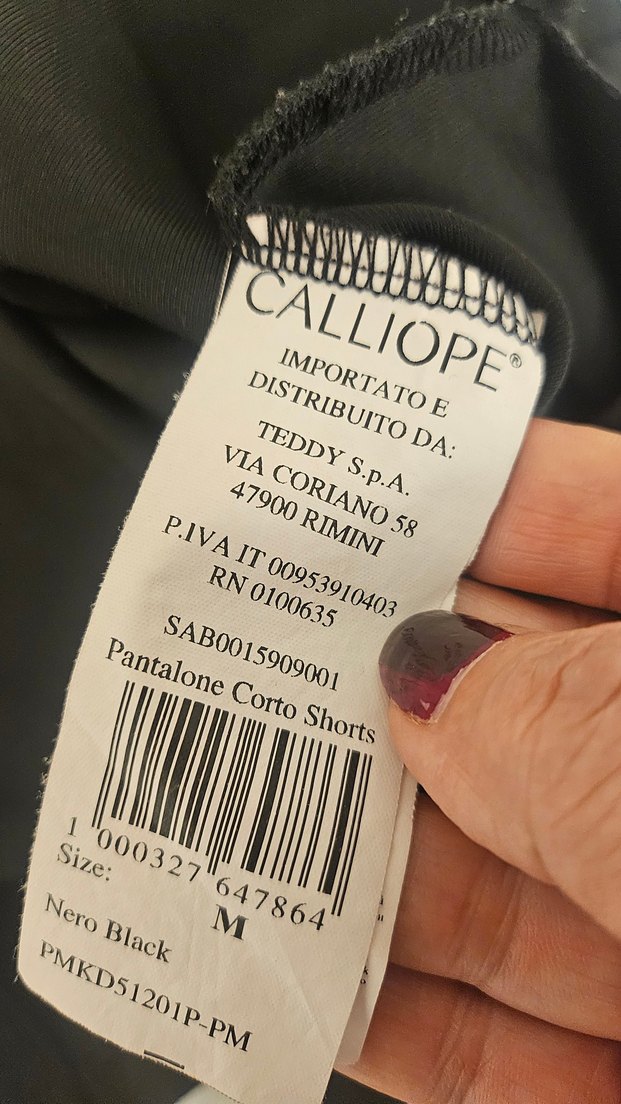 CALLIOPE®
IMPORTATO E
DISTRIBUITO DA:
TEDDY S.p.A.
VIA CORIANO 58
47900 RIMINI
P.IVA IT 00953910403
RN 0100635
SAB0015909001
Pantalone Corto Shorts
1 000327 647864
Size:
M
Nero Black
PMKD51201P-PM